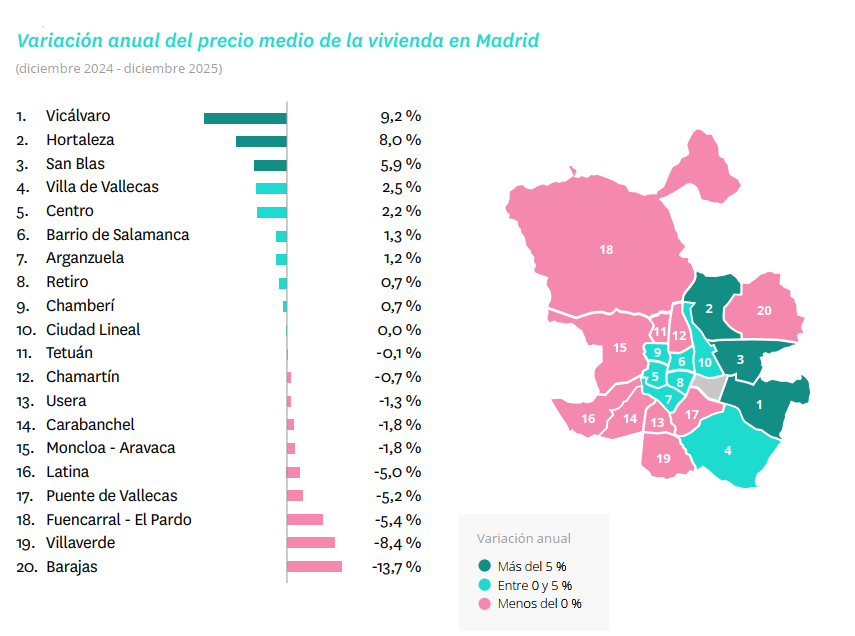 Variación anual del precio medio de la vivienda en Madrid
(diciembre 2024 - diciembre 2025)
1. Vicálvaro 9,2 %
2. Hortaleza 8,0 %
3. San Blas 5,9 %
4. Villa de Vallecas 2,5 %
5. Centro 2,2 %
6. Barrio de Salamanca 1,3 %
7. Arganzuela 1,2 %
8. Retiro 0,7 %
9. Chamberí 0,7 %
10. Ciudad Lineal 0,0 %
11. Tetuán -0,1 %
12. Chamartín -0,7 %
13. Usera -1,3 %
14. Carabanchel -1,8 %
15. Moncloa - Aravaca -1,8 %
16. Latina -5,0 %
17. Puente de Vallecas -5,2 %
18. Fuencarral - El Pardo -5,4 %
19. Villaverde -8,4 %
20. Barajas -13,7 %
18
2
20
11
12
15
9
6
10
3
5
8
7
1
16
14
13
17
4
19
Variación anual
Más del 5 %
Entre 0 y 5 %
Menos del 0 %